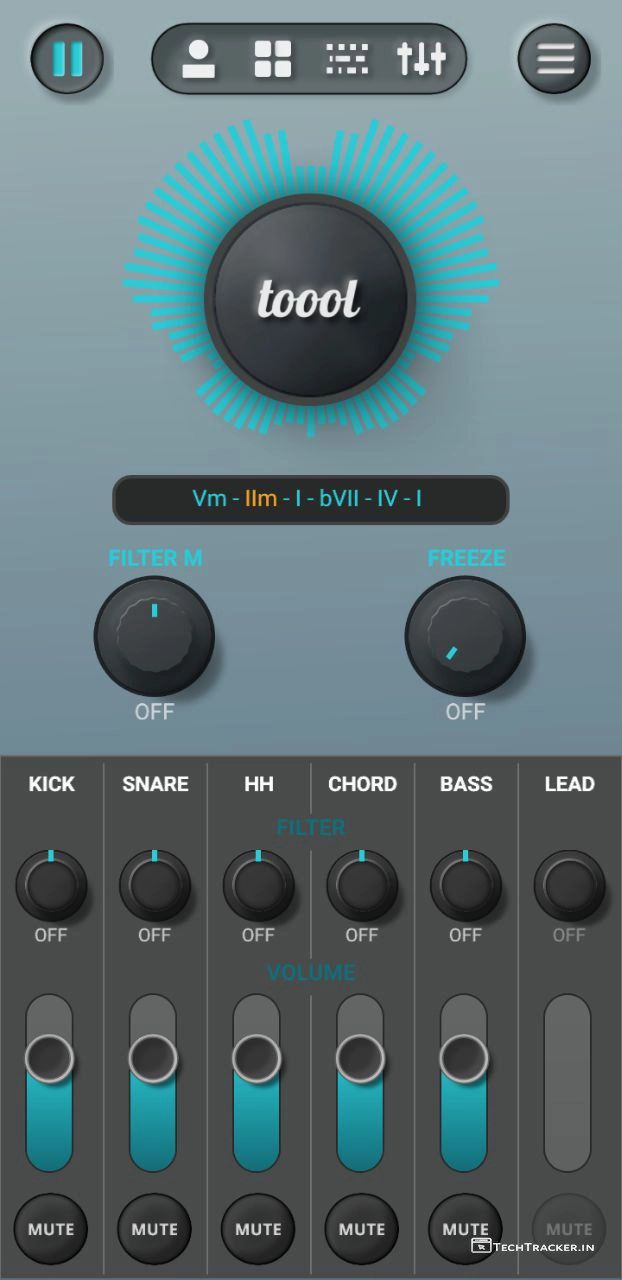 toool
Vm - IIm - I - bVII - IV - I
FILTER M FREEZE
OFF OFF
KICK SNARE HH CHORD BASS LEAD
FILTER
OFF OFF OFF OFF OFF OFF
VOLUME
MUTE MUTE MUTE MUTE MUTE MUTE
TECHTRACKER.IN